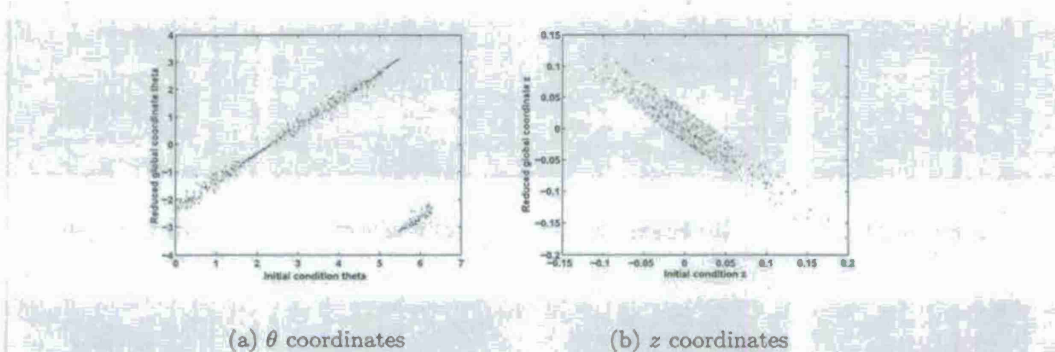 4
3
2
1
0
−1
−2
−3
−4
Reduced global coordinate theta
0 1 2 3 4 5 6 7
Initial condition theta
(a) θ coordinates
0.15
0.1
0.05
0
−0.05
−0.1
−0.15
−0.2
Reduced global coordinate z
−0.15 −0.1 −0.05 0 0.05 0.1 0.15 0.2
Initial condition z
(b) z coordinates